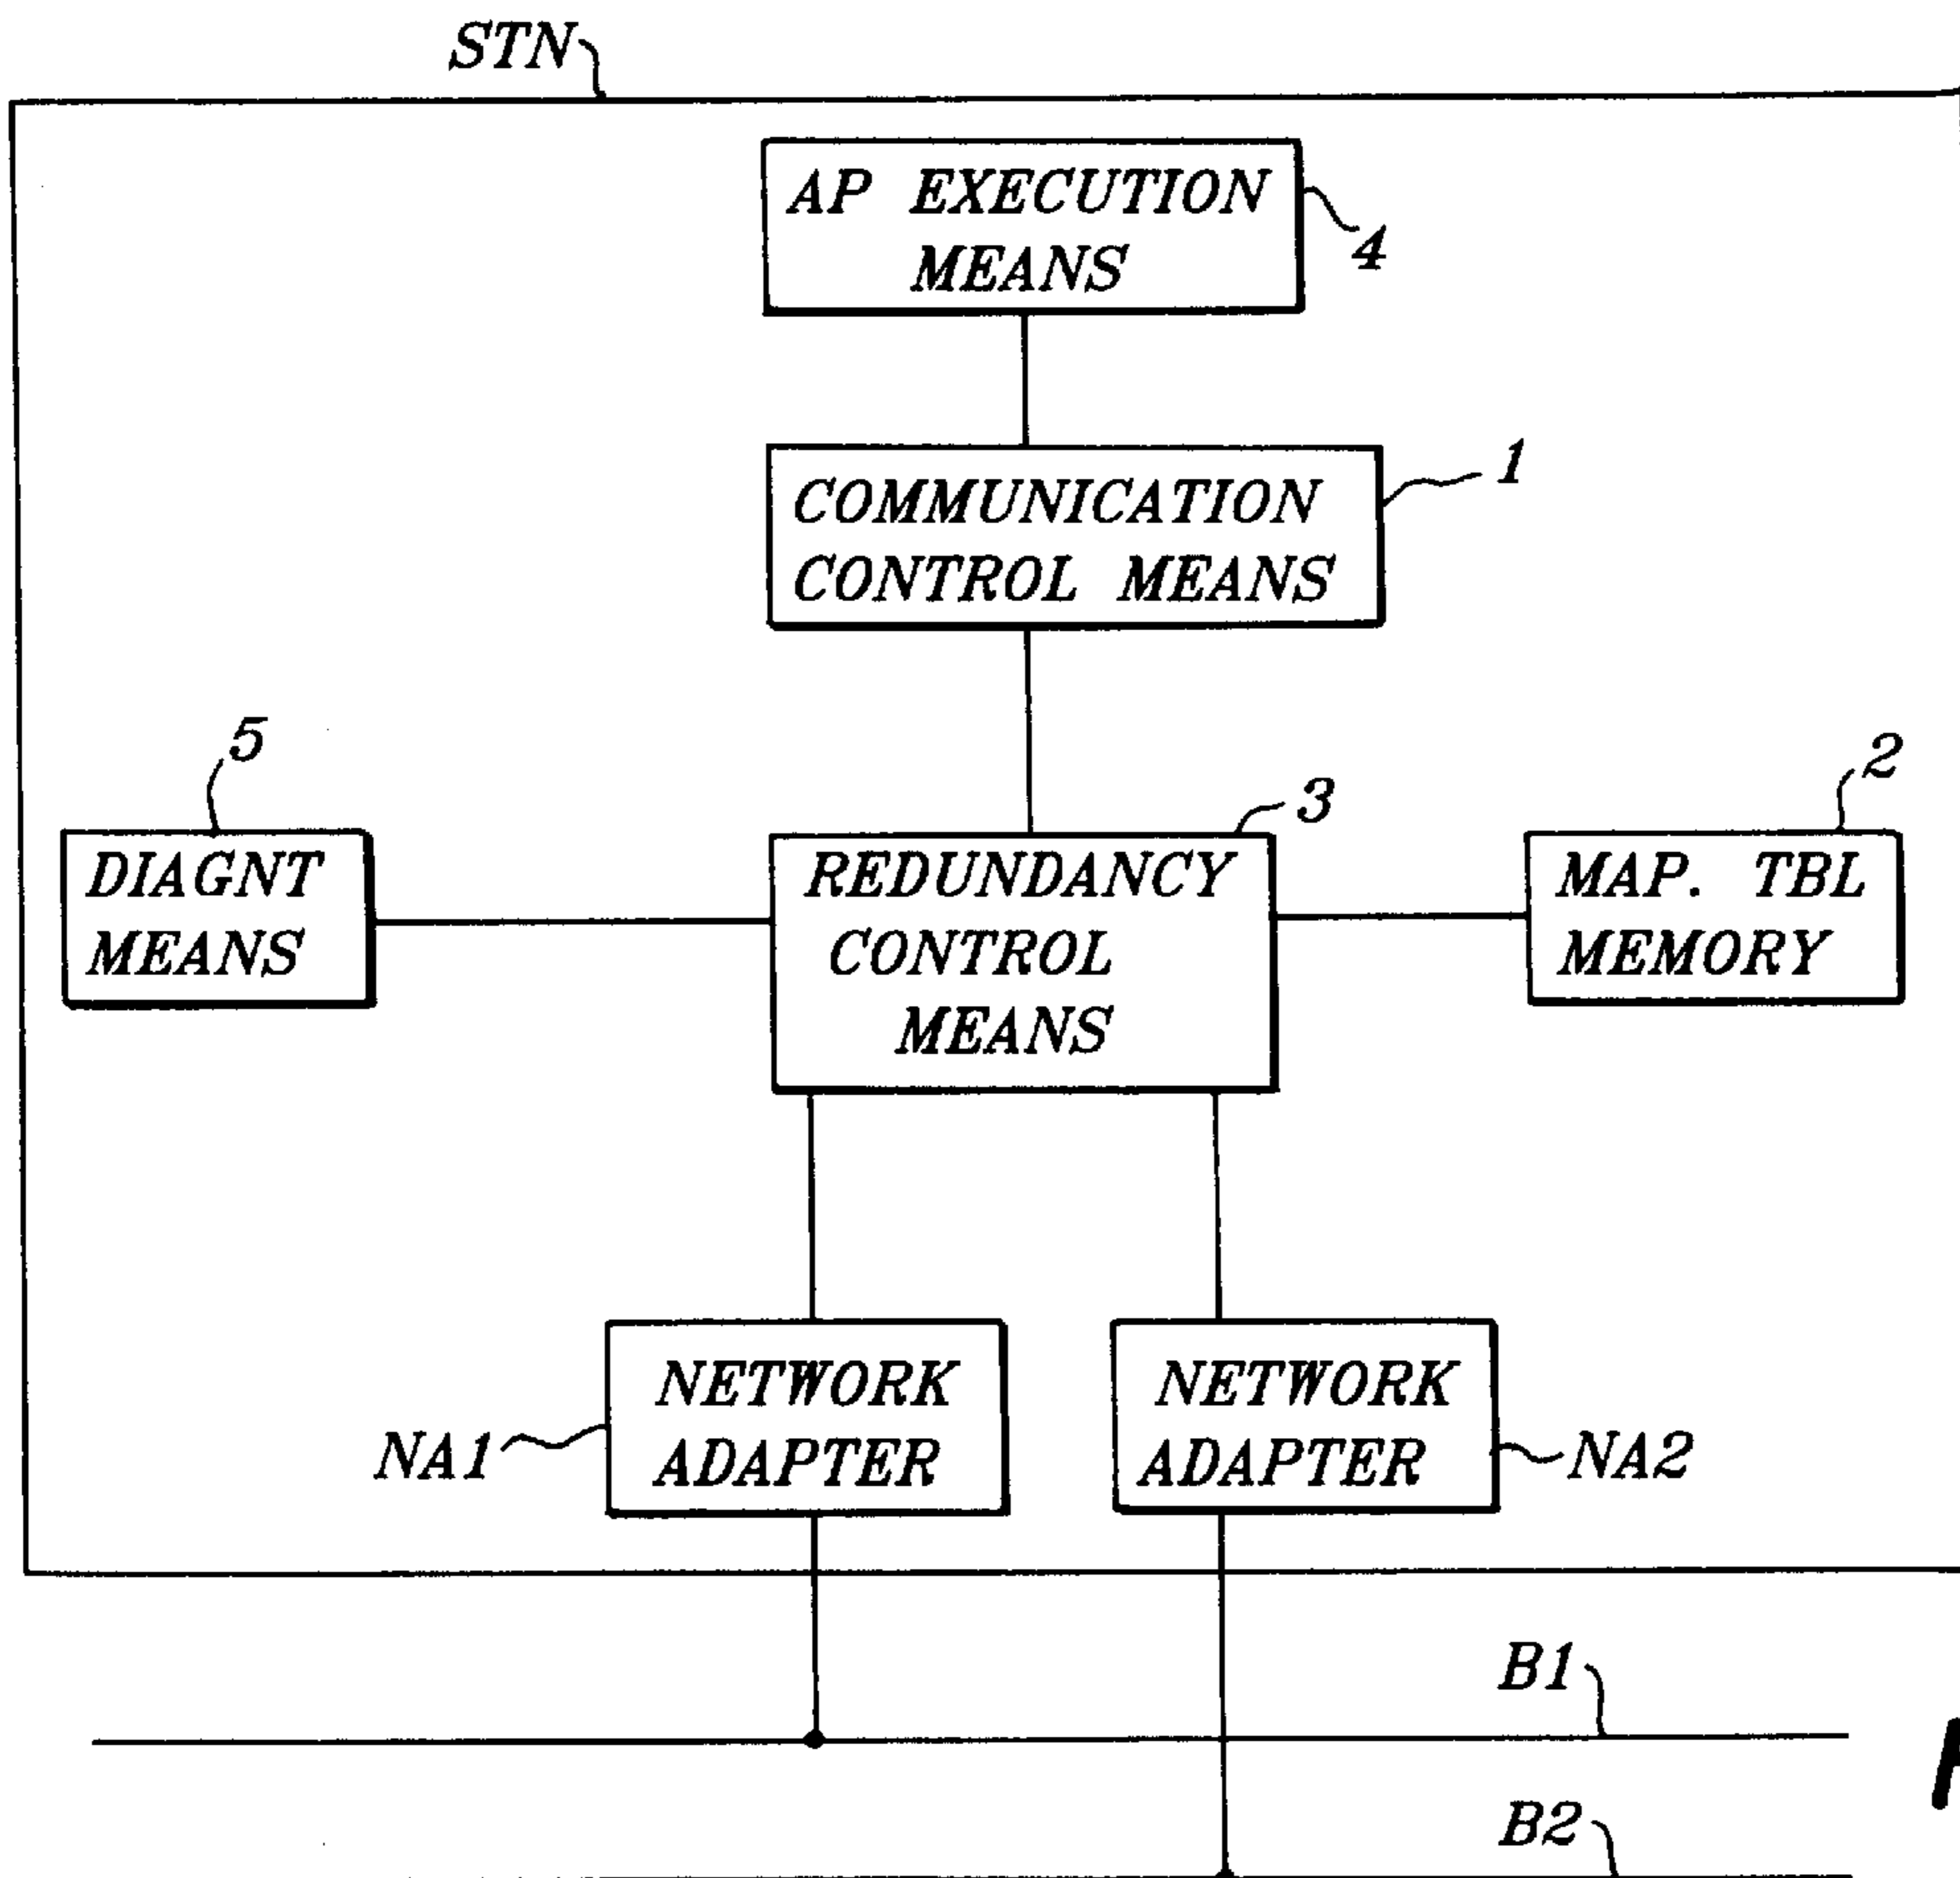 STN
AP EXECUTION
MEANS
4
COMMUNICATION
CONTROL MEANS
1
5
3
2
DIAGNT
MEANS
REDUNDANCY
CONTROL
MEANS
MAP. TBL
MEMORY
NETWORK
ADAPTER
NA1
NETWORK
ADAPTER
NA2
B1
B2